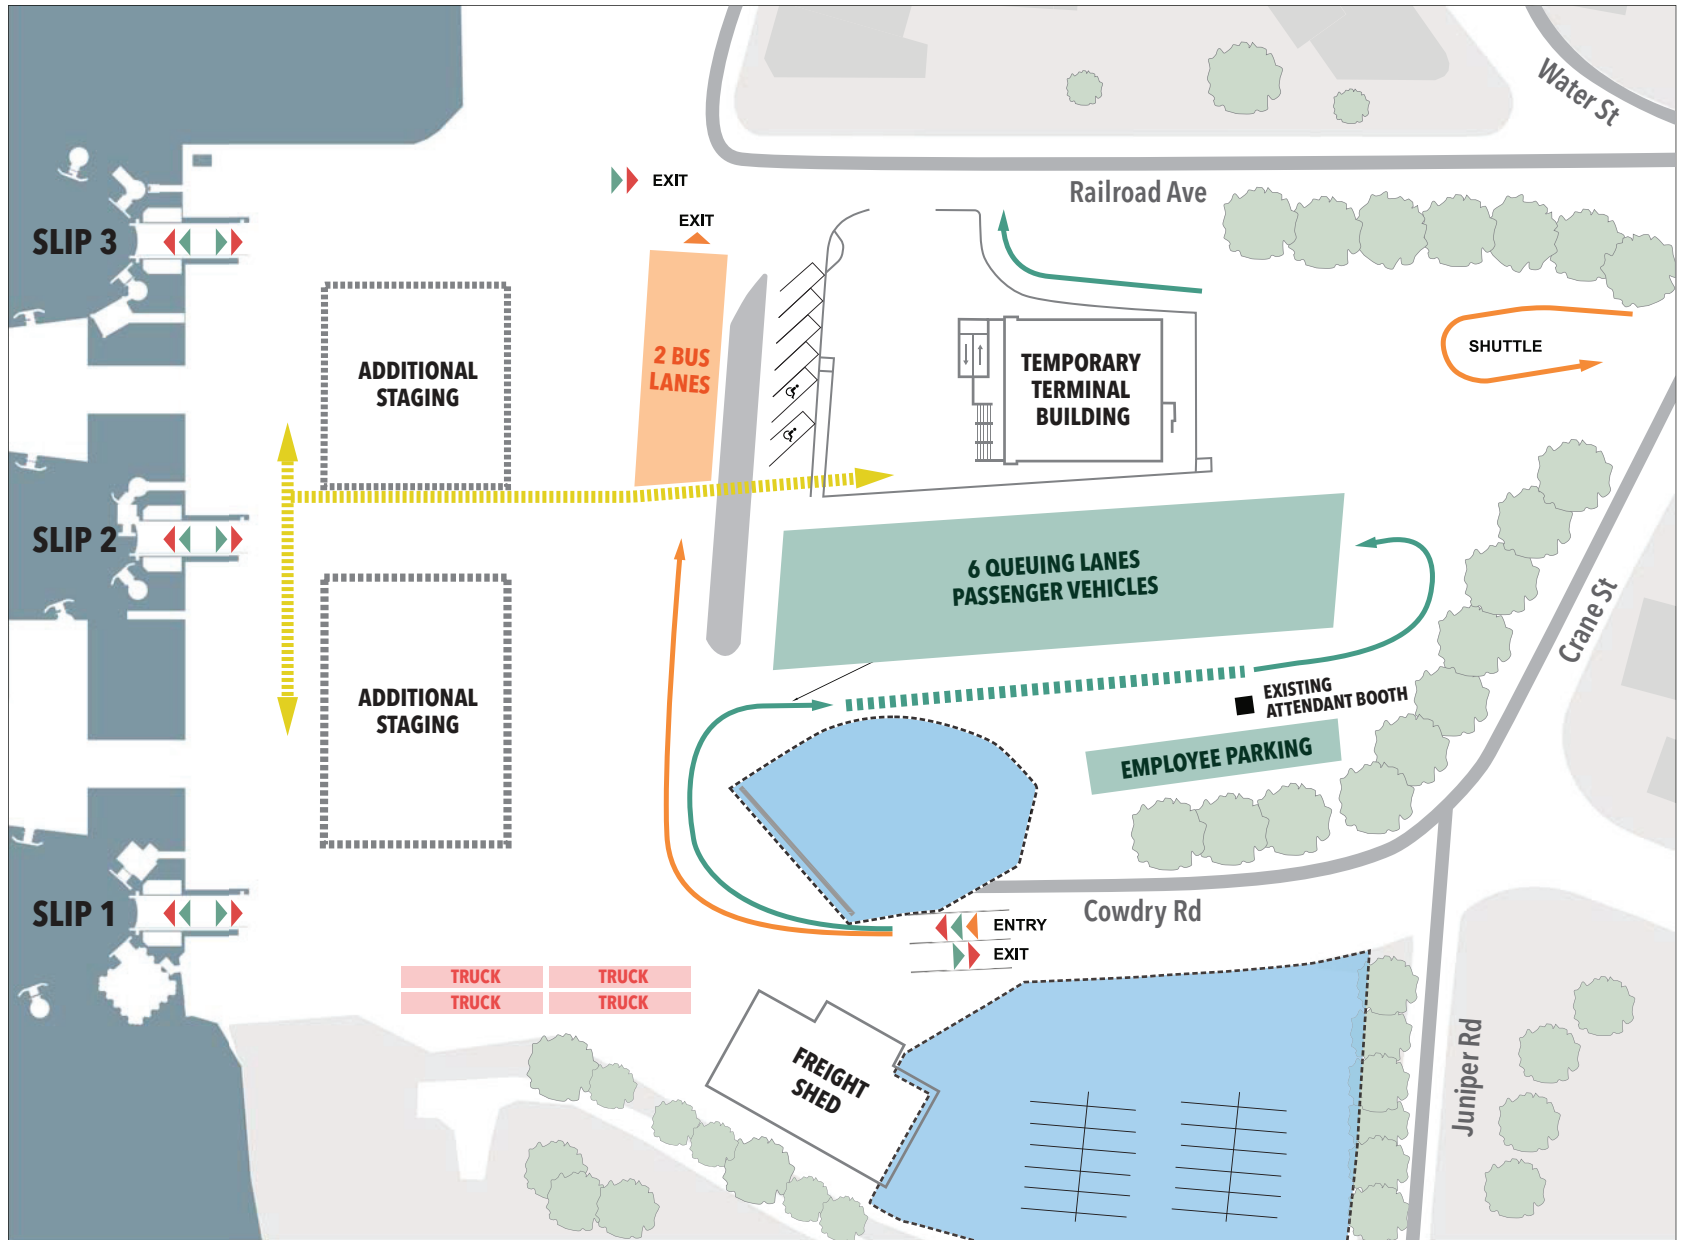 Water St
EXIT
Railroad Ave
EXIT
SLIP 3
2 BUS
LANES
SHUTTLE
ADDITIONAL
STAGING
TEMPORARY
TERMINAL
BUILDING
SLIP 2
6 QUEUING LANES
PASSENGER VEHICLES
Crane St
EXISTING
ATTENDANT BOOTH
ADDITIONAL
STAGING
EMPLOYEE PARKING
SLIP 1
Cowdry Rd
ENTRY
EXIT
TRUCK
TRUCK
TRUCK
TRUCK
FREIGHT
SHED
Juniper Rd